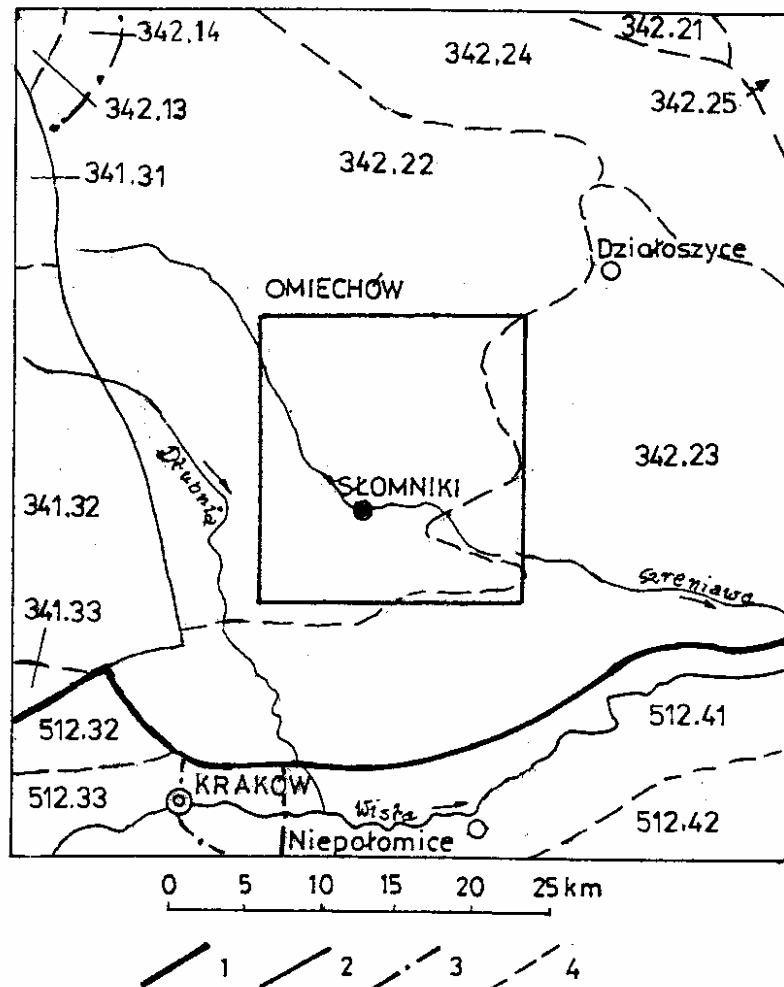 342.14
342.21
342.24
342.25
342.13
342.22
341.31
Działoszyce
OMIECHÓW
342.23
Dłubnia
SŁOMNIKI
341.32
Szreniawa
341.33
512.41
512.32
KRAKÓW
512.33
Wisła
512.42
Niepołomice
0 5 10 15 20 25 km
1 2 3 4